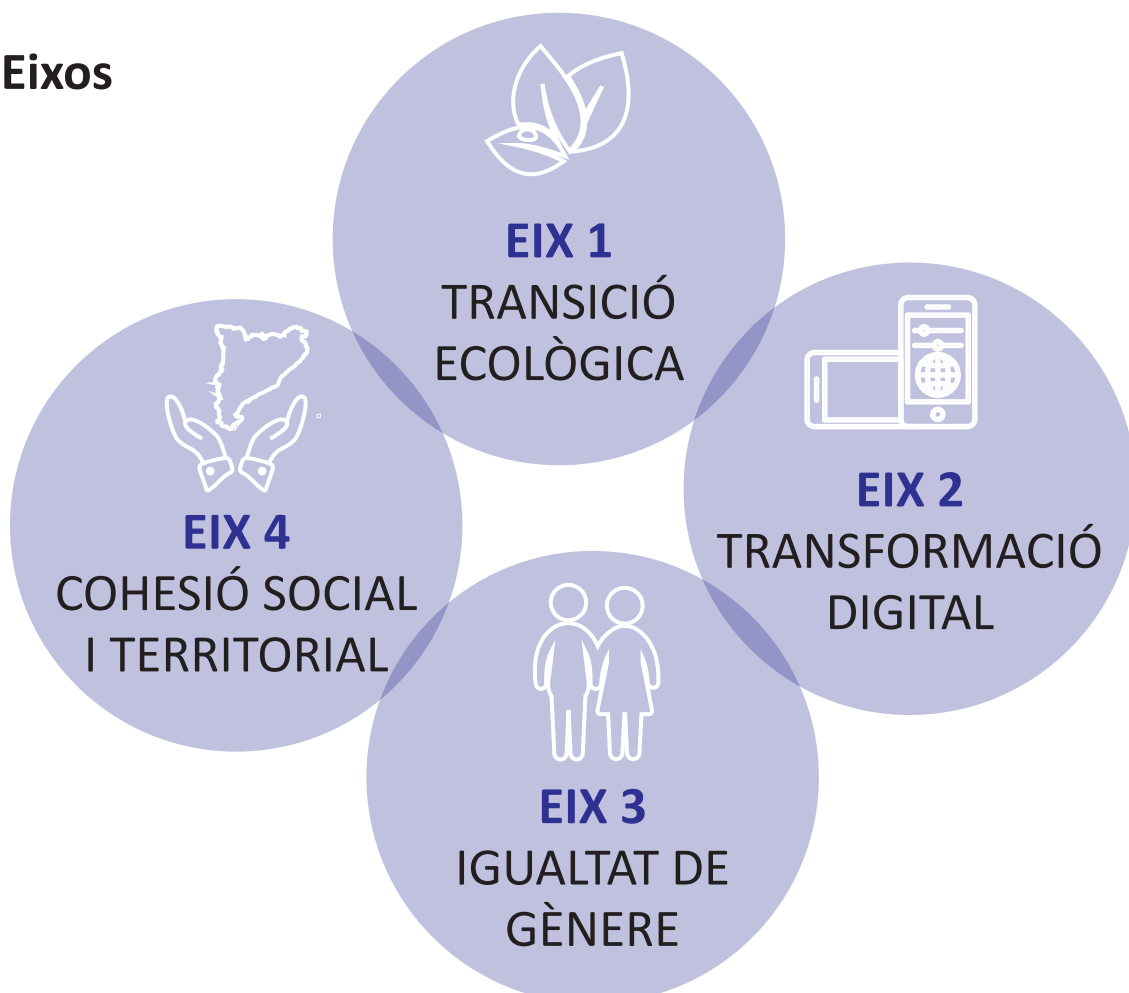 Eixos
EIX 1
TRANSICIÓ
ECOLÒGICA
EIX 2
TRANSFORMACIÓ
DIGITAL
EIX 3
IGUALTAT DE
GÈNERE
EIX 4
COHESIÓ SOCIAL
I TERRITORIAL